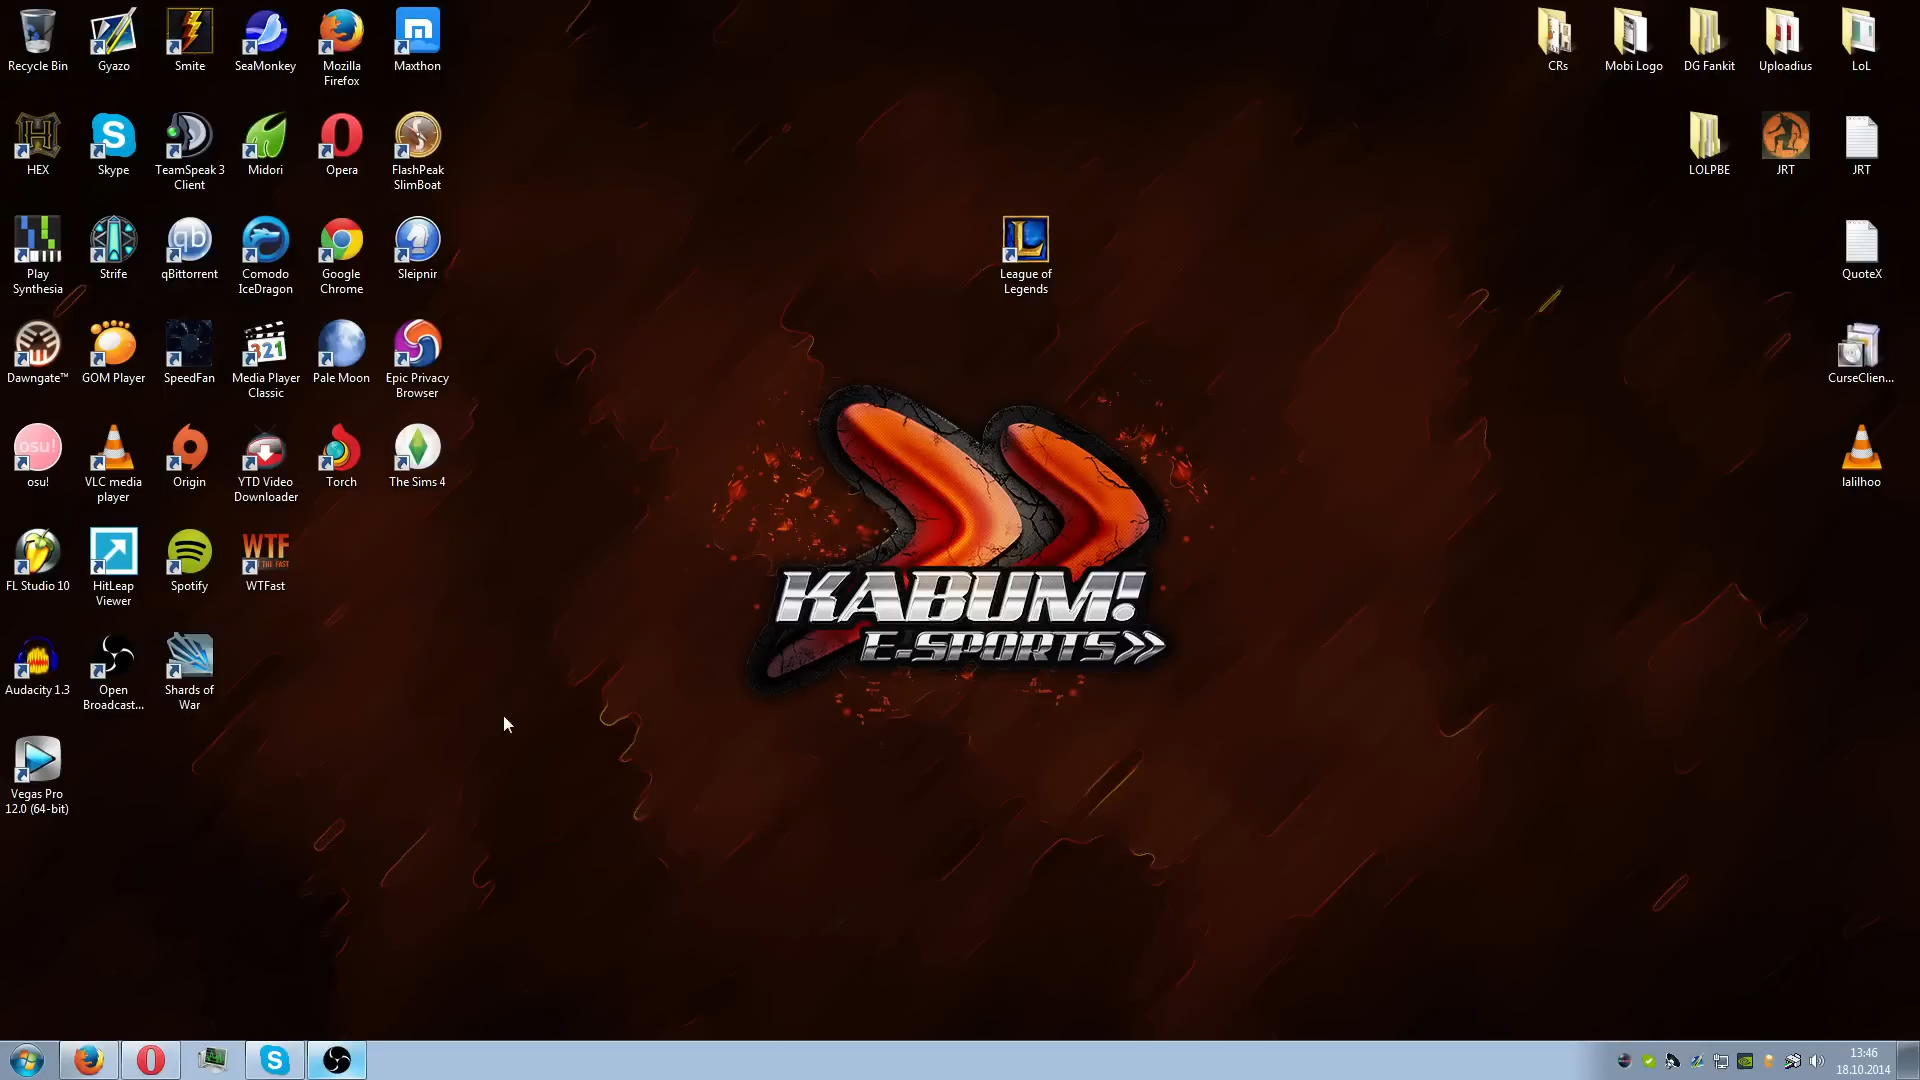 Recycle Bin
Gyazo
Smite
SeaMonkey
Mozilla
Firefox
Maxthon
CRs
Mobi Logo
DG Fankit
Uploadius
LoL
HEX
Skype
TeamSpeak 3
Client
Midori
Opera
FlashPeak
SlimBoat
LOLPBE
JRT
JRT
Play
Synthesia
Strife
qb
qBittorrent
Comodo
IceDragon
Google
Chrome
Sleipnir
League of
Legends
QuoteX
Dawngate™
GOM Player
SpeedFan
321
Media Player
Classic
Pale Moon
Epic Privacy
Browser
CurseClien...
osu!
osu!
VLC media
player
Origin
YTD Video
Downloader
Torch
The Sims 4
lalilhoo
FL Studio 10
HitLeap
Viewer
Spotify
WTF
WTFast
KABUM!
E-SPORTS
Audacity 1.3
Open
Broadcast...
Shards of
War
Vegas Pro
12.0 (64-bit)
13:46
18.10.2014